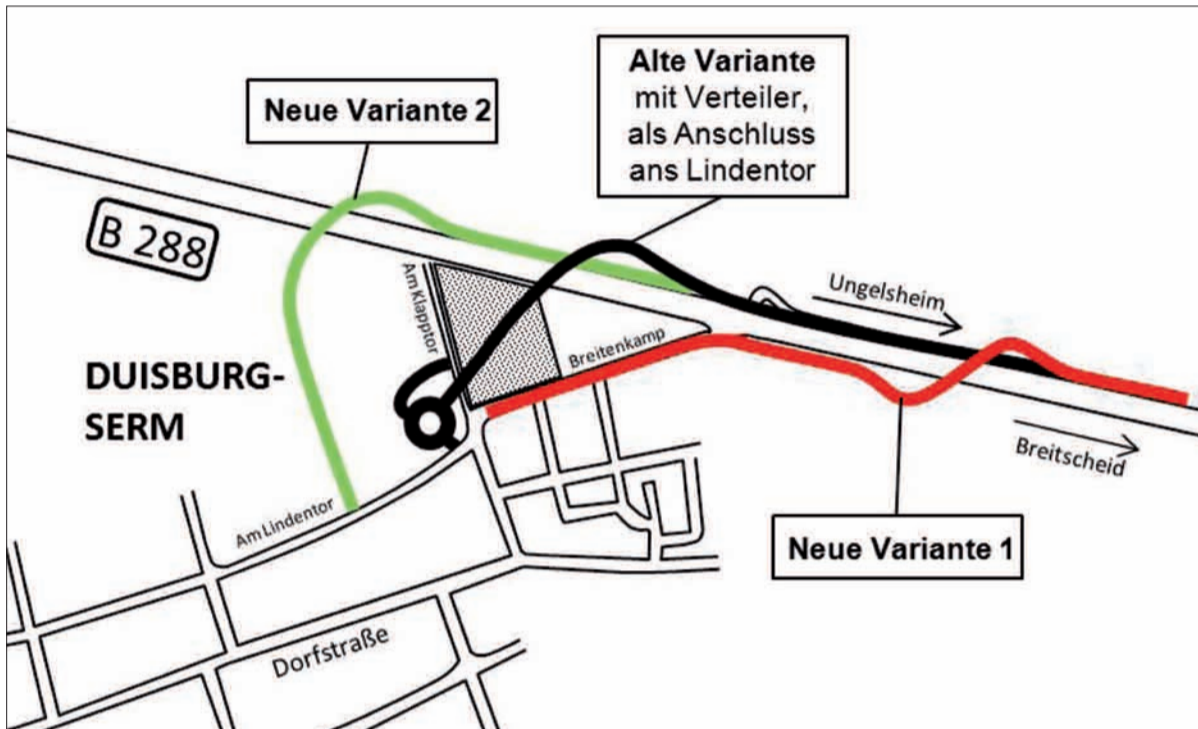 Alte Variante
mit Verteiler,
als Anschluss
ans Lindentor
Neue Variante 2
B 288
Am Klapptor
Ungelsheim
Breitenkamp
DUISBURG-
SERM
Breitscheid
Am Lindentor
Neue Variante 1
Dorfstraße